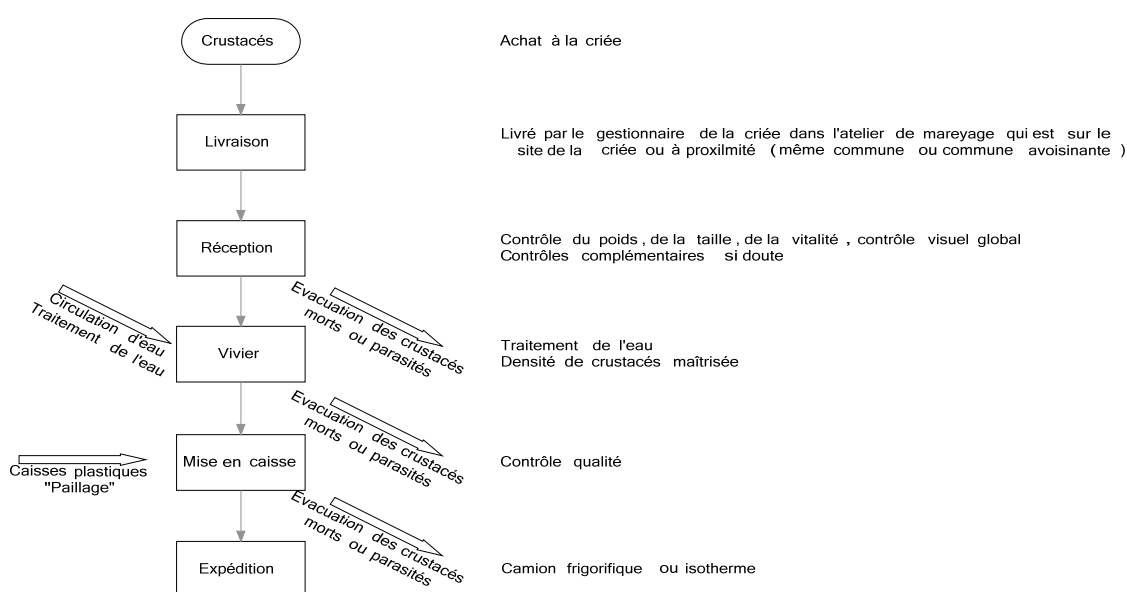 Crustacés
Achat à la criée
Livraison
Livré par le gestionnaire de la criée dans l'atelier de mareyage qui est sur le
site de la criée ou à proxilmité (même commune ou commune avoisinante )
Réception
Contrôle du poids , de la taille , de la vitalité , contrôle visuel global
Contrôles complémentaires si doute
Circulation d'eau
Traitement de l'eau
Evacuation des crustacés
morts ou parasités
Vivier
Traitement de l'eau
Densité de crustacés maîtrisée
Evacuation des crustacés
morts ou parasités
Caisses plastiques
"Paillage"
Mise en caisse
Contrôle qualité
Evacuation des crustacés
morts ou parasités
Expédition
Camion frigorifique ou isotherme